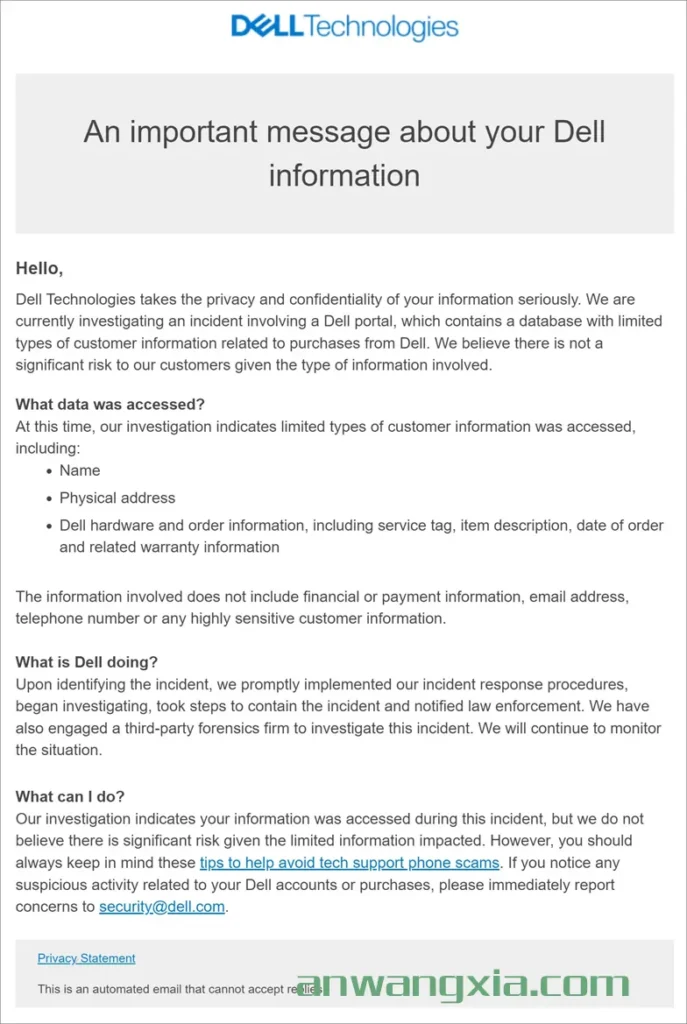 DELL Technologies
An important message about your Dell
information
Hello,
Dell Technologies takes the privacy and confidentiality of your information seriously. We are
currently investigating an incident involving a Dell portal, which contains a database with limited
types of customer information related to purchases from Dell. We believe there is not a
significant risk to our customers given the type of information involved.
What data was accessed?
At this time, our investigation indicates limited types of customer information was accessed,
including:
• Name
• Physical address
• Dell hardware and order information, including service tag, item description, date of order
and related warranty information
The information involved does not include financial or payment information, email address,
telephone number or any highly sensitive customer information.
What is Dell doing?
Upon identifying the incident, we promptly implemented our incident response procedures,
began investigating, took steps to contain the incident and notified law enforcement. We have
also engaged a third-party forensics firm to investigate this incident. We will continue to monitor
the situation.
What can I do?
Our investigation indicates your information was accessed during this incident, but we do not
believe there is significant risk given the limited information impacted. However, you should
always keep in mind these tips to help avoid tech support phone scams. If you notice any
suspicious activity related to your Dell accounts or purchases, please immediately report
concerns to security@dell.com.
Privacy Statement
This is an automated email that cannot accept replies.
anwangxia.com